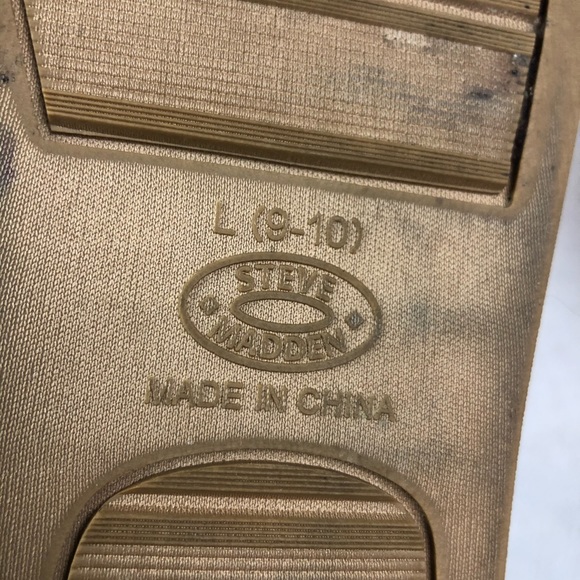 L (9-10)
STEVE
MADDEN
MADE IN CHINA